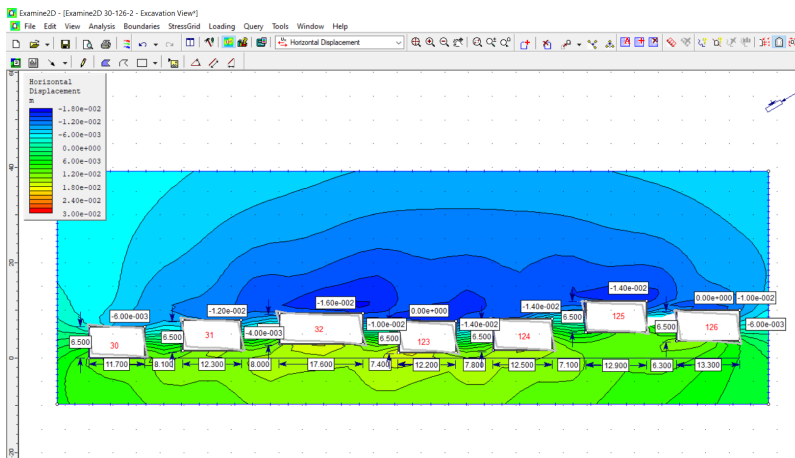 Examine2D - [Examine2D 30-126-2 - Excavation View*]
File Edit View Analysis Boundaries StressGrid Loading Query Tools Window Help
Horizontal Displacement
Horizontal
Displacement
m
-1.80e-002
-1.20e-002
-6.00e-003
0.00e+000
6.00e-003
1.20e-002
1.80e-002
2.40e-002
3.00e-002
40
20
0
-20
-1.40e-002
-1.60e-002
0.00e+000 -1.00e-002
-1.20e-002
0.00e+000
-1.40e-002
-6.00e-003
125
6.500
32
-1.00e-002
-1.40e-002
126
-6.00e-003
31
-4.00e-003
6.500
124
6.500
6.500
6.500
6.500
30
123
11.700 8.100 12.300 8.000 17.600 7.400 12.200 7.800 12.500 7.100 12.900 6.300 13.300